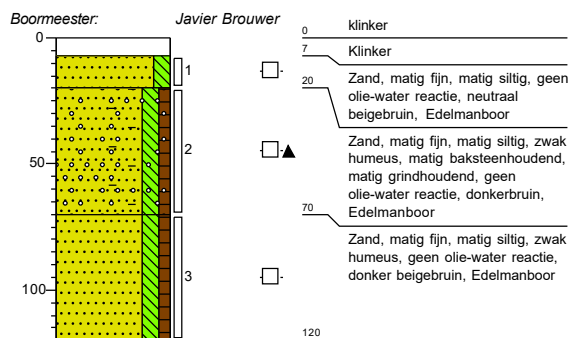 Boormeester: Javier Brouwer
0
50
100
1
2
3
0 klinker
7 Klinker
20 Zand, matig fijn, matig siltig, geen
olie-water reactie, neutraal
beigebruin, Edelmanboor
Zand, matig fijn, matig siltig, zwak
humeus, matig baksteenhoudend,
matig grindhoudend, geen
olie-water reactie, donkerbruin,
Edelmanboor
70
Zand, matig fijn, matig siltig, zwak
humeus, geen olie-water reactie,
donker beigebruin, Edelmanboor
120